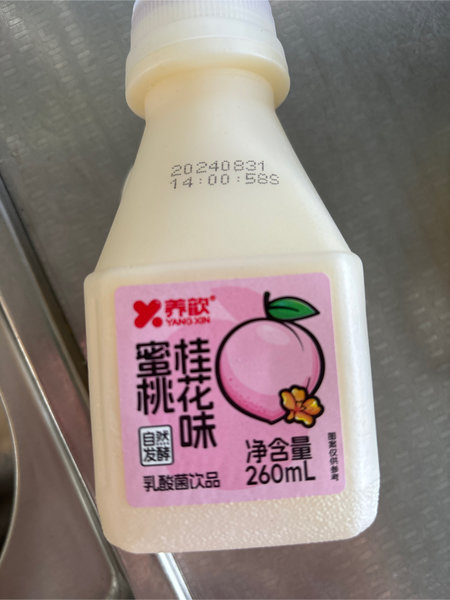 20240831
14:00:58S
养歆®
YANG XIN
蜜桃
桂花味
自然
发酵
乳酸菌饮品
净含量
260mL
图案仅供参考